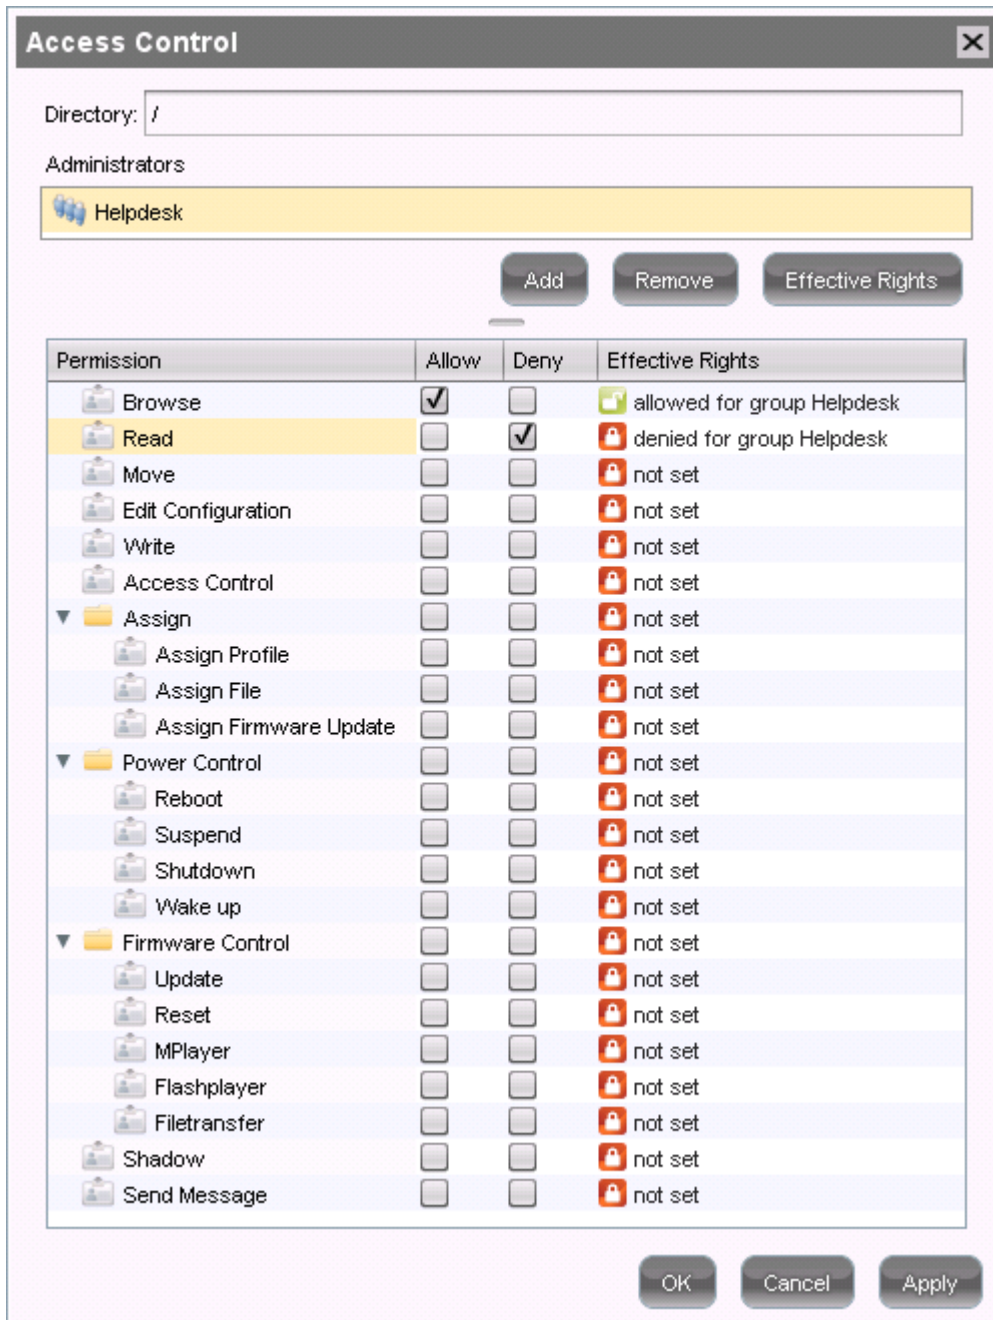 Access Control
Directory: /
Administrators
Helpdesk
Add Remove Effective Rights
Permission Allow Deny Effective Rights
Browse allowed for group Helpdesk
Read denied for group Helpdesk
Move not set
Edit Configuration not set
Write not set
Access Control not set
Assign not set
Assign Profile not set
Assign File not set
Assign Firmware Update not set
Power Control not set
Reboot not set
Suspend not set
Shutdown not set
Wake up not set
Firmware Control not set
Update not set
Reset not set
MPlayer not set
Flashplayer not set
Filetransfer not set
Shadow not set
Send Message not set
OK Cancel Apply